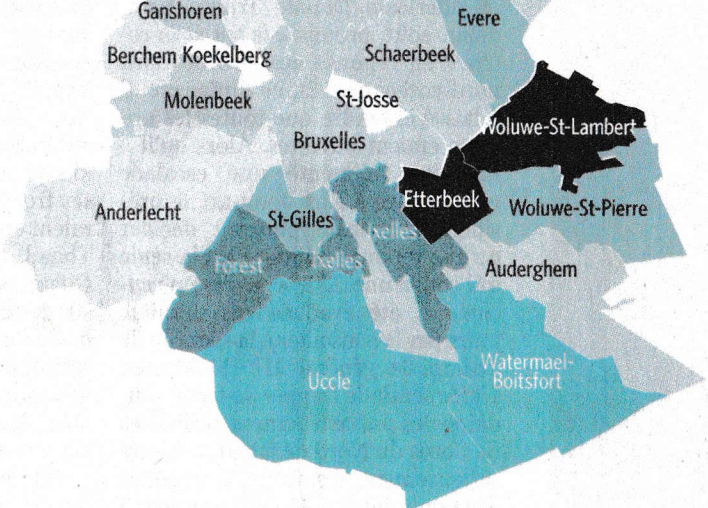 Ganshoren
Evere
Berchem Koekelberg
Schaerbeek
Molenbeek
St-Josse
Woluwe-St-Lambert
Bruxelles
Etterbeek
Woluwe-St-Pierre
Anderlecht
St-Gilles
Ixelles
Forest
Ixelles
Auderghem
Uccle
Watermael-
Boitsfort